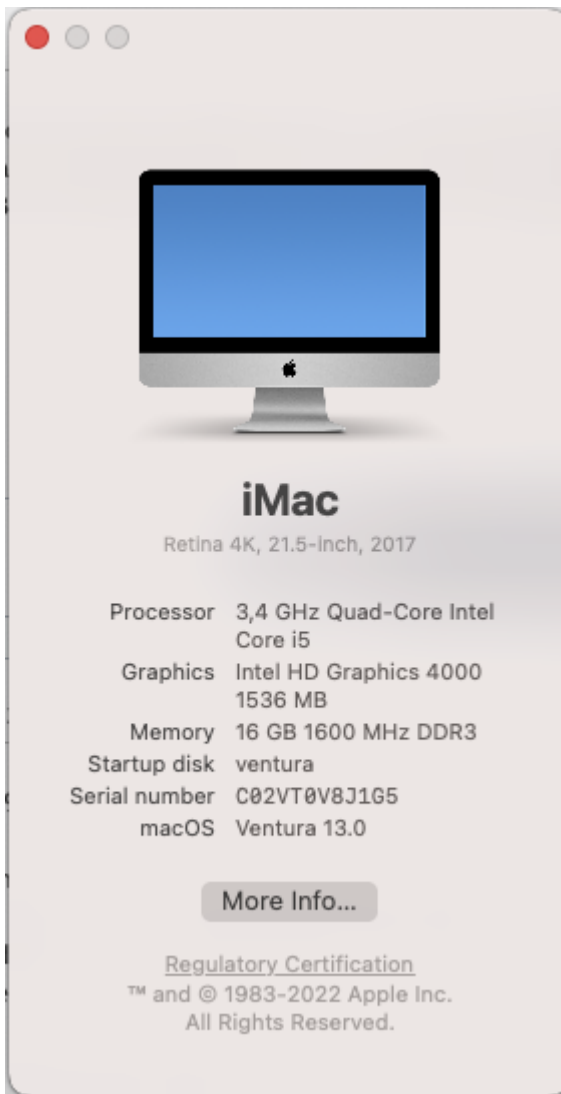 iMac
Retina 4K, 21.5-inch, 2017
Processor 3,4 GHz Quad-Core Intel
Core i5
Graphics Intel HD Graphics 4000
1536 MB
Memory 16 GB 1600 MHz DDR3
Startup disk ventura
Serial number C02VT0V8J1G5
macOS Ventura 13.0
More Info...
Regulatory Certification
™ and © 1983-2022 Apple Inc.
All Rights Reserved.